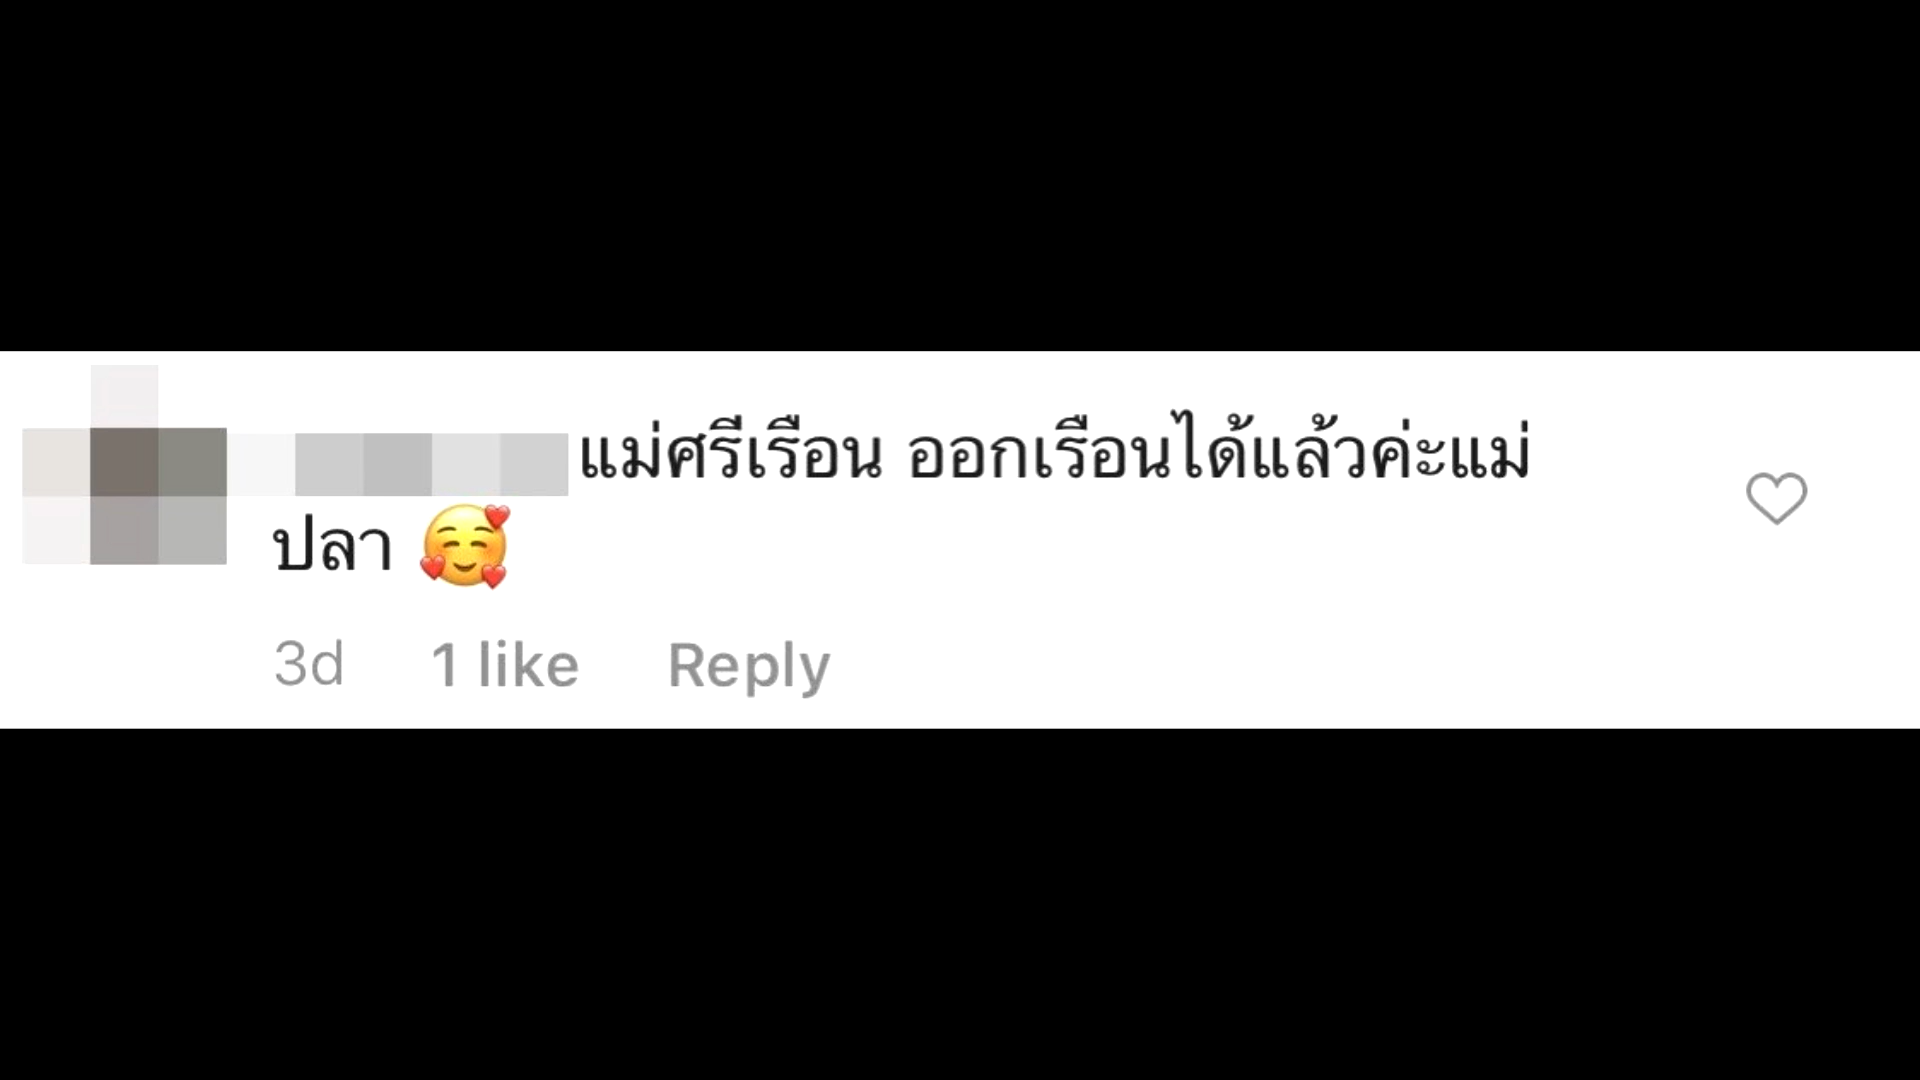 แม่ศรีเรือน ออกเรือนได้แล้วค่ะแม่
ปลา 🥰
3d 1 like Reply